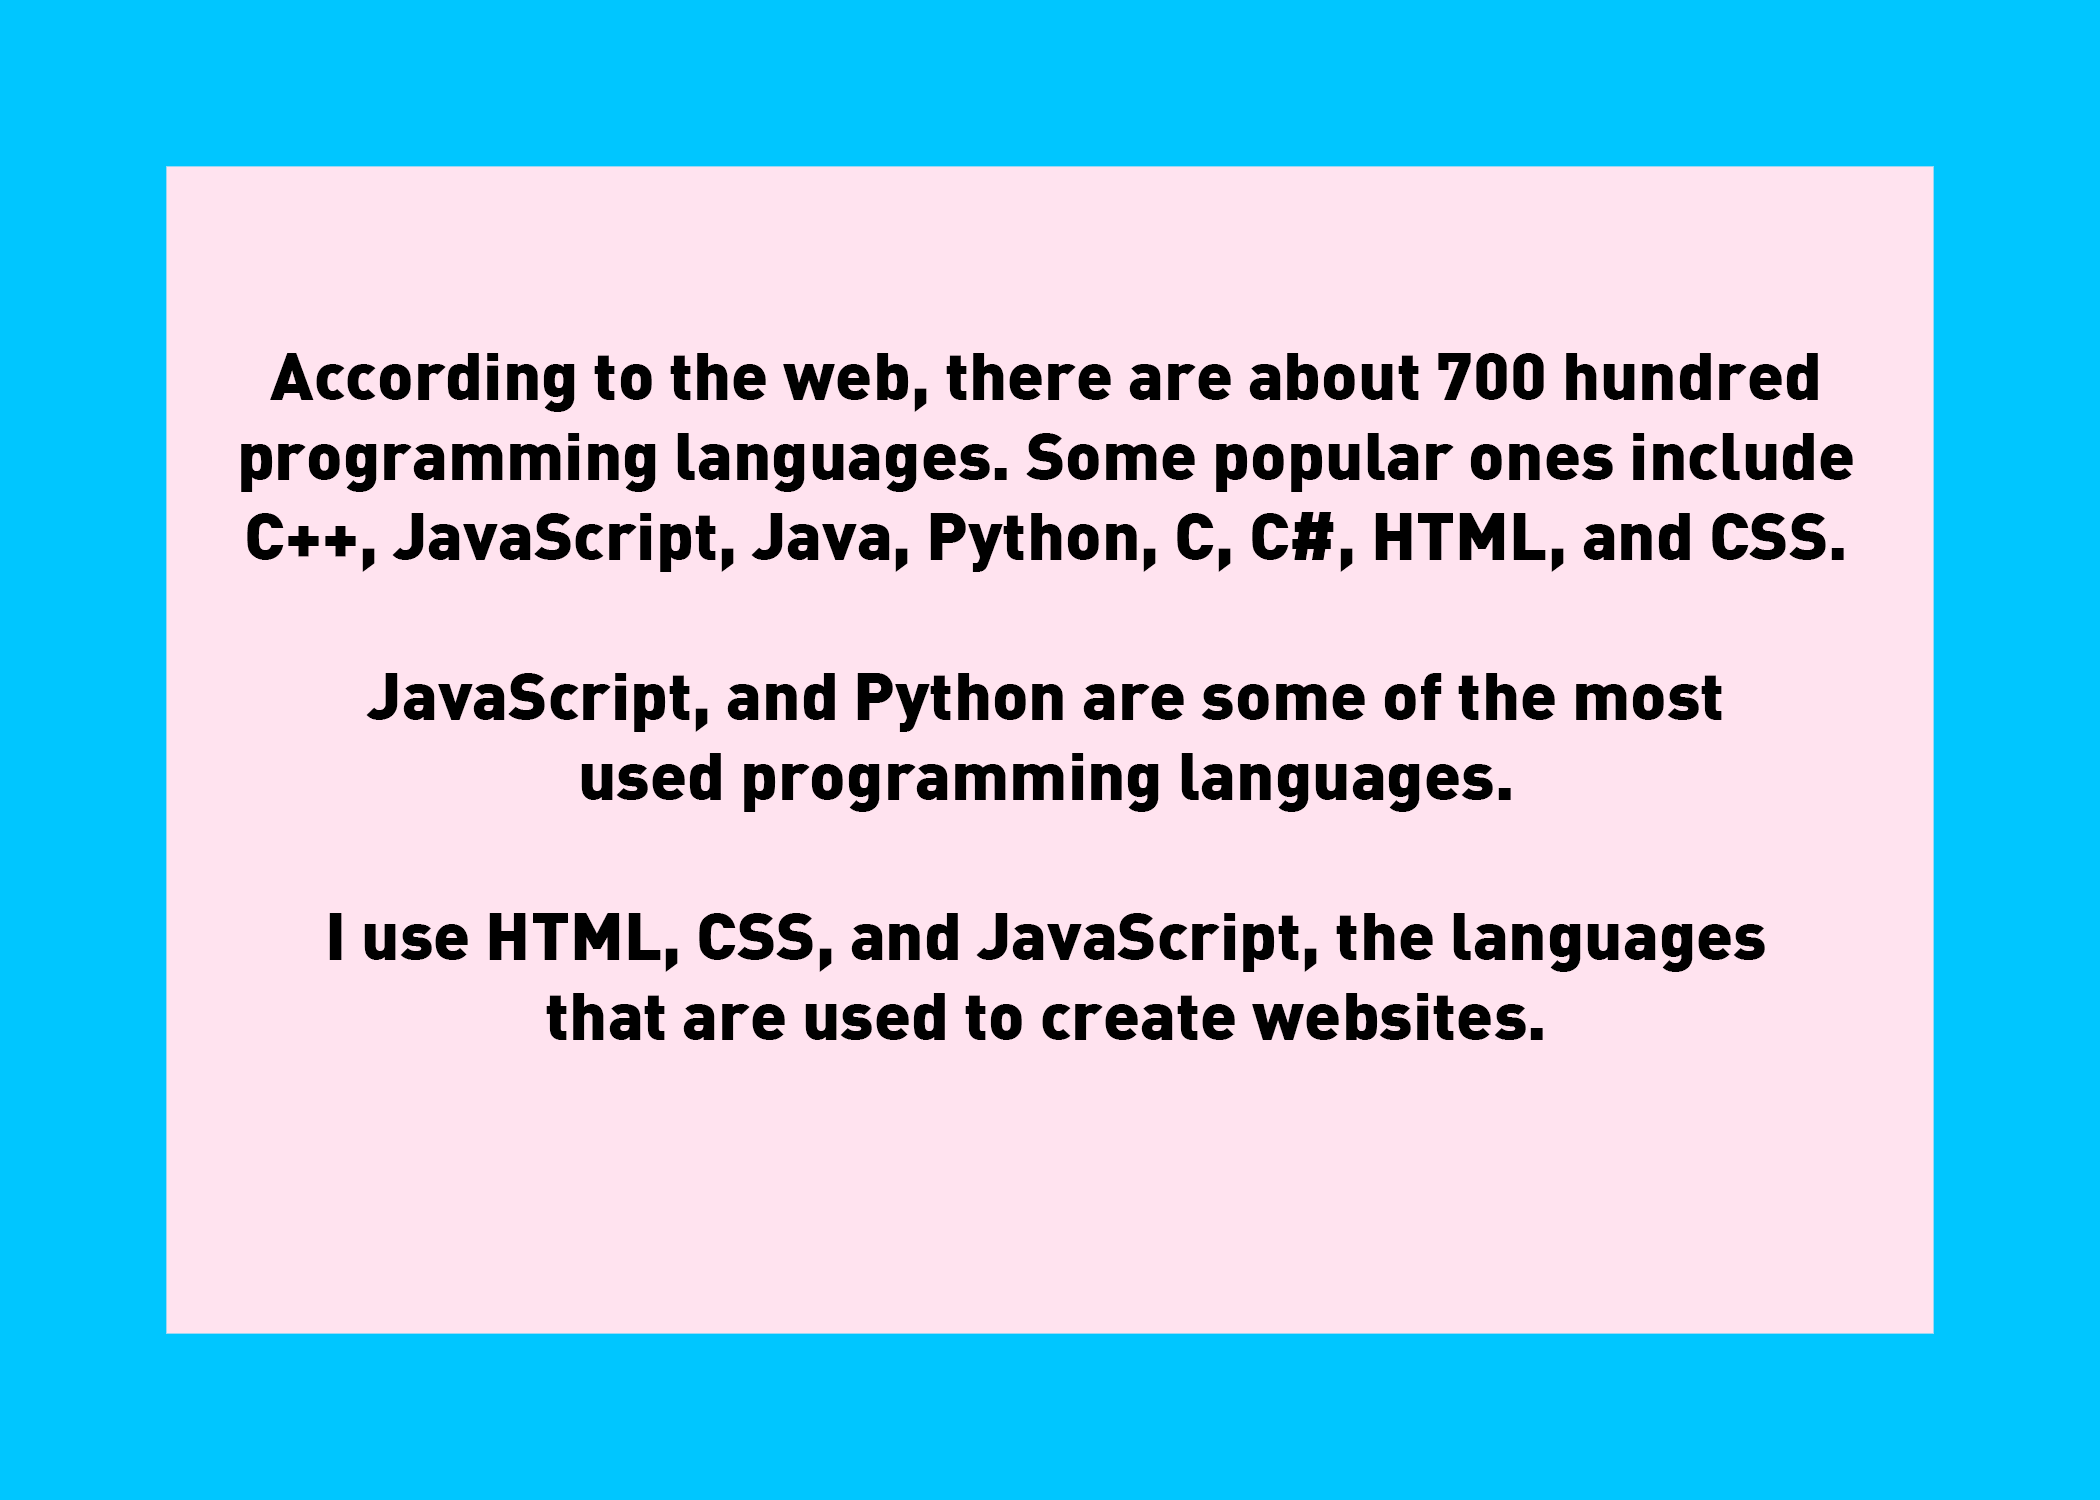 According to the web, there are about 700 hundred
programming languages. Some popular ones include
C++, JavaScript, Java, Python, C, C#, HTML, and CSS.
JavaScript, and Python are some of the most
used programming languages.
I use HTML, CSS, and JavaScript, the languages
that are used to create websites.